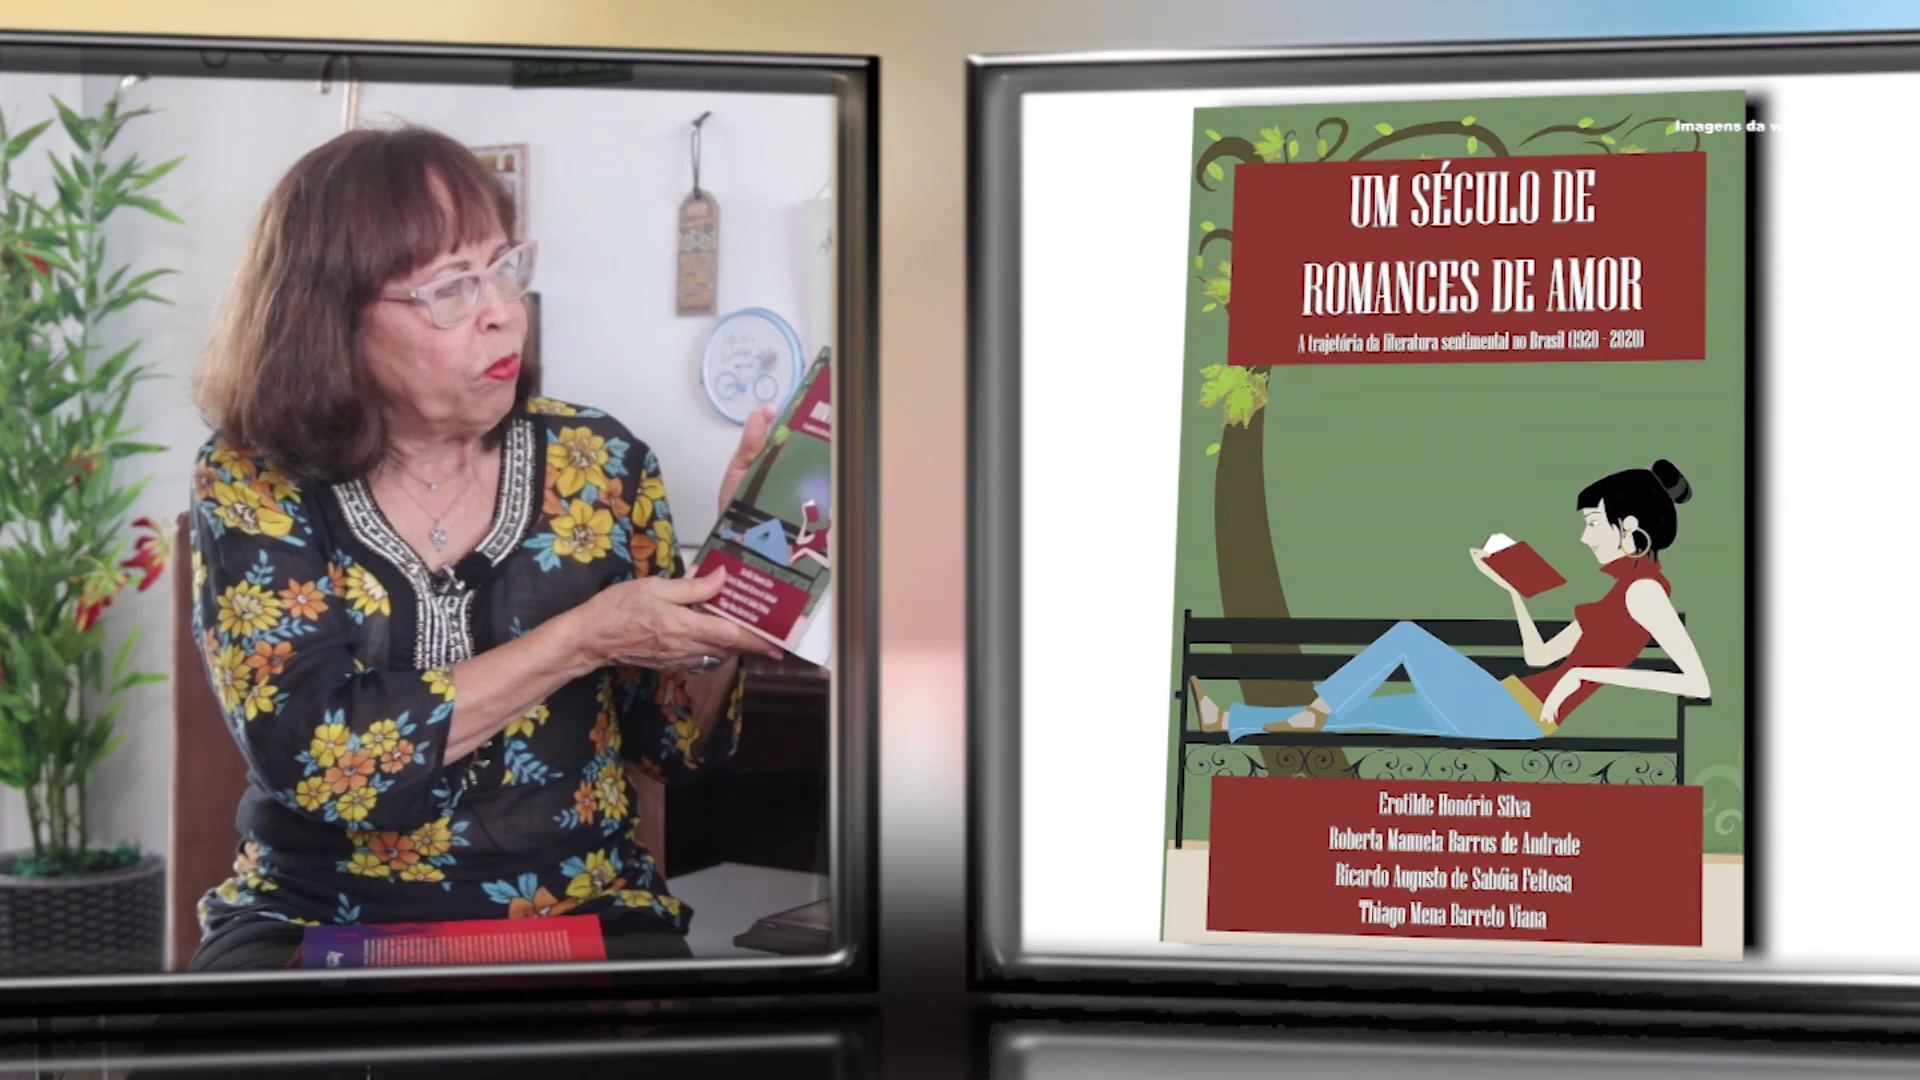 Imagens da w
UM SÉCULO DE
ROMANCES DE AMOR
A trajetória da literatura sentimental no Brasil (1920 - 2020)
Erotilde Honório Silva
Roberta Manuela Barros de Andrade
Ricardo Augusto de Sabóia Feitosa
Thiago Mena Barreto Viana